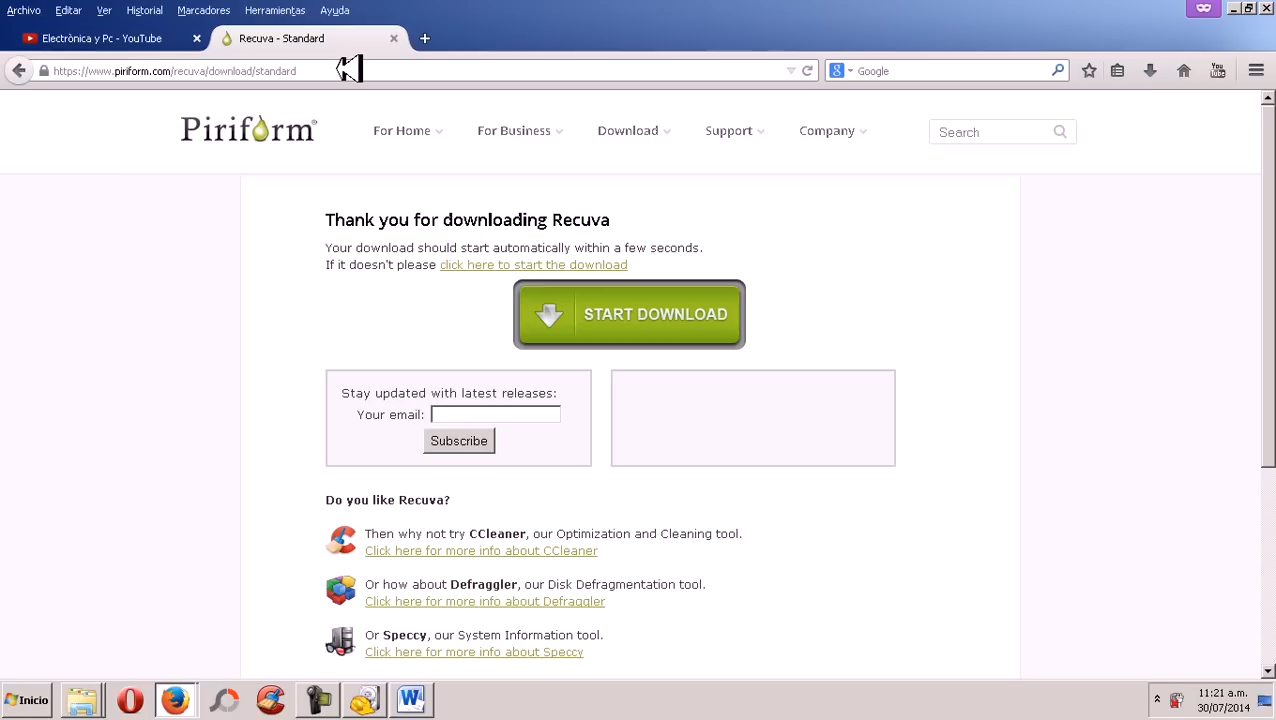 Archivo Editar Ver Historial Marcadores Herramientas Ayuda
Electrònica y Pc - YouTube × Recuva - Standard × +
https://www.piriform.com/recuva/download/standard Google
Piriform® For Home For Business Download Support Company Search
Thank you for downloading Recuva
Your download should start automatically within a few seconds.
If it doesn't please click here to start the download
START DOWNLOAD
Stay updated with latest releases:
Your email:
Subscribe
Do you like Recuva?
Then why not try CCleaner, our Optimization and Cleaning tool.
Click here for more info about CCleaner
Or how about Defraggler, our Disk Defragmentation tool.
Click here for more info about Defraggler
Or Speccy, our System Information tool.
Click here for more info about Speccy
Inicio
11:21 a.m.
30/07/2014